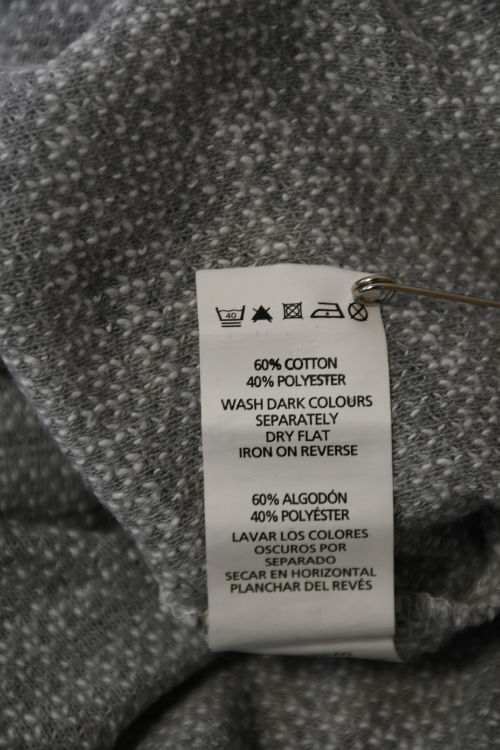 40
60% COTTON
40% POLYESTER
WASH DARK COLOURS
SEPARATELY
DRY FLAT
IRON ON REVERSE
60% ALGODÓN
40% POLYÉSTER
LAVAR LOS COLORES
OSCUROS POR
SEPARADO
SECAR EN HORIZONTAL
PLANCHAR DEL REVÉS